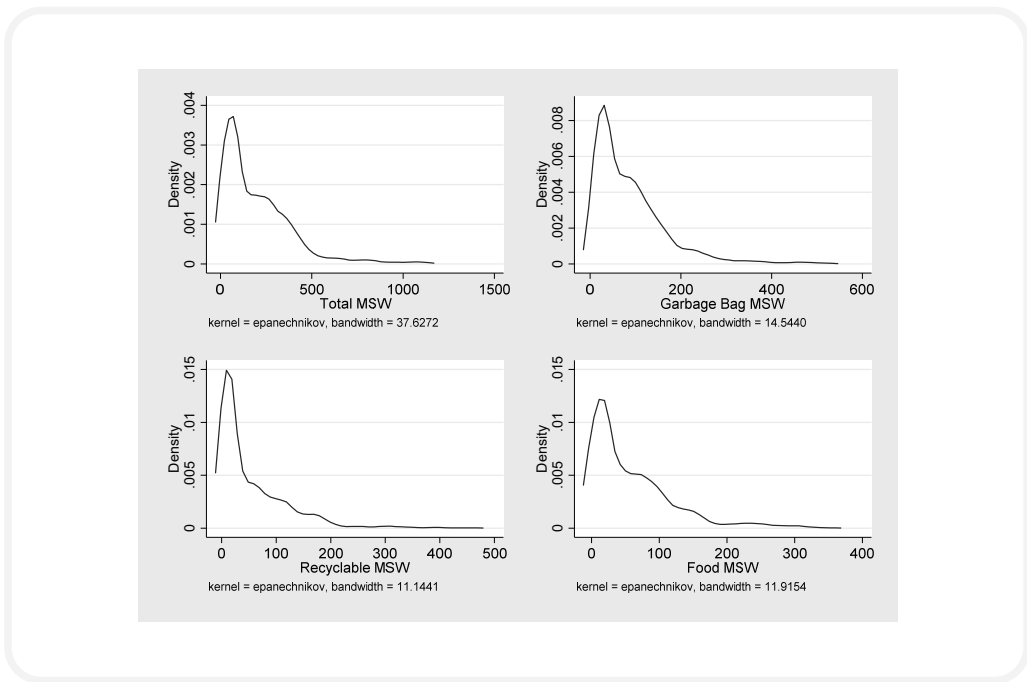 Density
0
.001
.002
.003
.004
0 500 1000 1500
Total MSW
kernel = epanechnikov, bandwidth = 37.6272
Density
0
.002
.004
.006
.008
0 200 400 600
Garbage Bag MSW
kernel = epanechnikov, bandwidth = 14.5440
Density
0
.005
.01
.015
0 100 200 300 400 500
Recyclable MSW
kernel = epanechnikov, bandwidth = 11.1441
Density
0
.005
.01
.015
0 100 200 300 400
Food MSW
kernel = epanechnikov, bandwidth = 11.9154